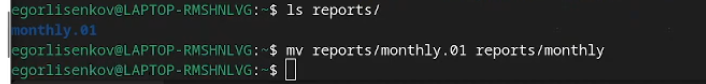 egorlisenkov@LAPTOP-RMSHNLVG:~$ ls reports/
monthly.01
egorlisenkov@LAPTOP-RMSHNLVG:~$ mv reports/monthly.01 reports/monthly
egorlisenkov@LAPTOP-RMSHNLVG:~$